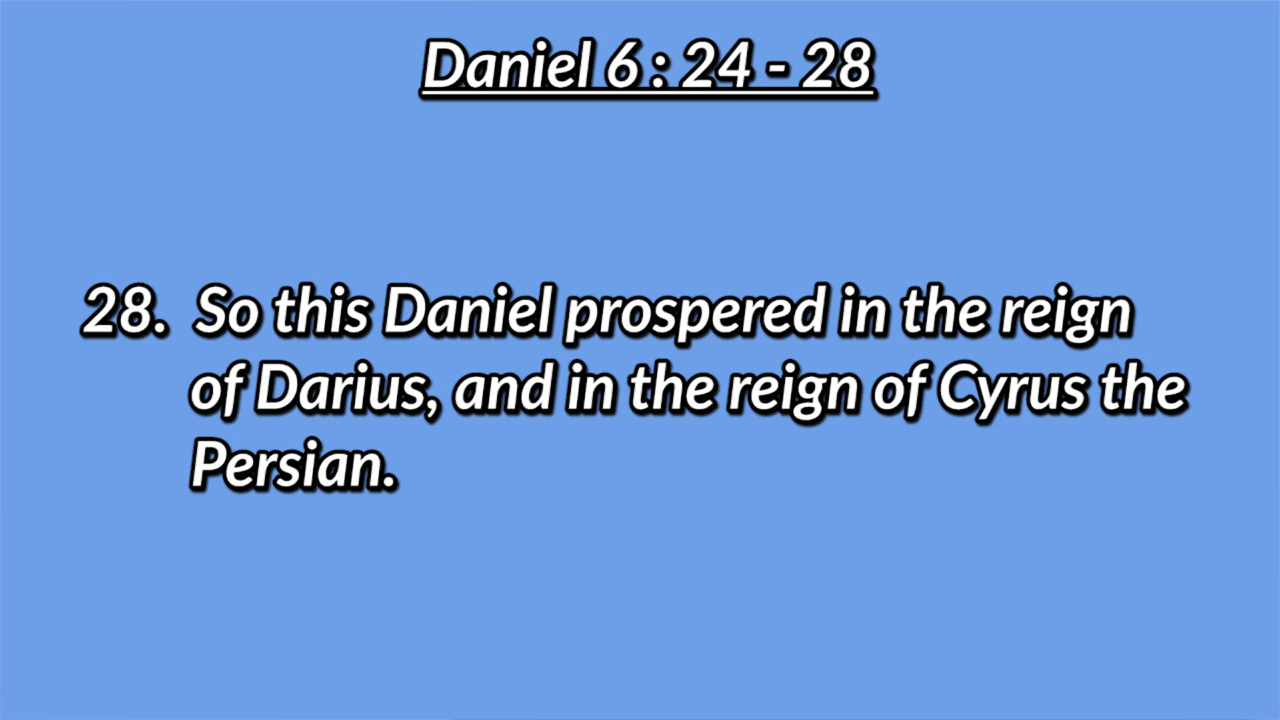 Daniel 6 : 24 - 28
28. So this Daniel prospered in the reign
of Darius, and in the reign of Cyrus the
Persian.